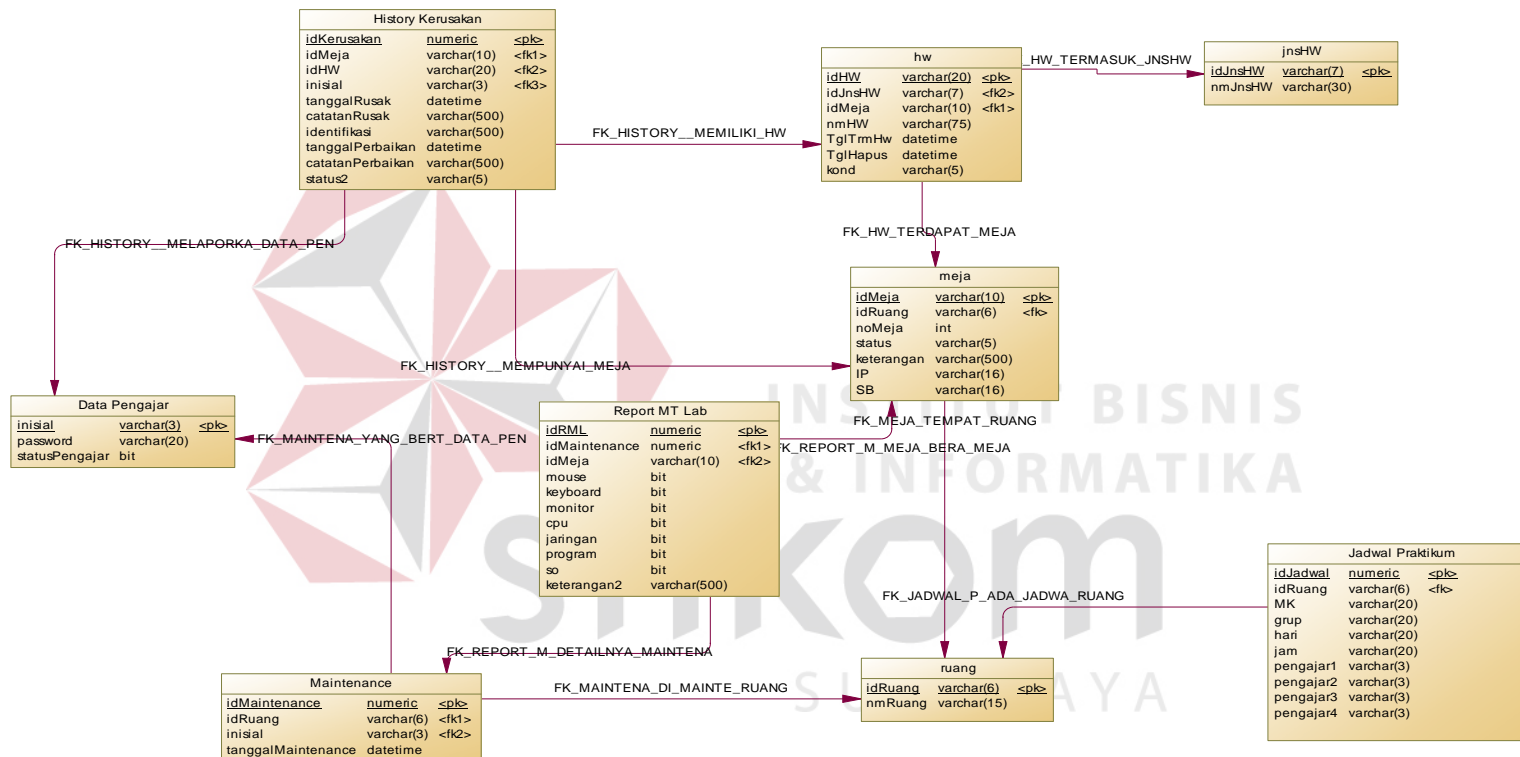 History Kerusakan
idKerusakan numeric <pk>
idMeja varchar(10) <fk1>
idHW varchar(20) <fk2>
inisial varchar(3) <fk3>
tanggalRusak datetime
catatanRusak varchar(500)
identifikasi varchar(500)
tanggalPerbaikan datetime
catatanPerbaikan varchar(500)
status2 varchar(5)
hw
idHW varchar(20) <pk>
idJnsHW varchar(7) <fk2>
idMeja varchar(10) <fk1>
nmHW varchar(75)
TglTrmHw datetime
TglHapus datetime
kond varchar(5)
_HW_TERMASUK_JNSHW
jnsHW
idJnsHW varchar(7) <pk>
nmJnsHW varchar(30)
FK_HISTORY__MEMILIKI_HW
FK_HISTORY__MELAPORKA_DATA_PEN
FK_HW_TERDAPAT_MEJA
meja
idMeja varchar(10) <pk>
idRuang varchar(6) <fk>
noMeja int
status varchar(5)
keterangan varchar(500)
IP varchar(16)
SB varchar(16)
FK_HISTORY__MEMPUNYAI_MEJA
Data Pengajar
inisial varchar(3) <pk>
password varchar(20)
statusPengajar bit
FK_MAINTENA_YANG_BERT_DATA_PEN
Report MT Lab
idRML numeric <pk>
idMaintenance numeric <fk1>
idMeja varchar(10) <fk2>
mouse bit
keyboard bit
monitor bit
cpu bit
jaringan bit
program bit
so bit
keterangan2 varchar(500)
FK_MEJA_TEMPAT_RUANG
FK_REPORT_M_MEJA_BERA_MEJA
BISNIS
& INFORMATIKA
stikom
Jadwal Praktikum
idJadwal numeric <pk>
idRuang varchar(6) <fk>
MK varchar(20)
grup varchar(20)
hari varchar(20)
jam varchar(20)
pengajar1 varchar(3)
pengajar2 varchar(3)
pengajar3 varchar(3)
pengajar4 varchar(3)
FK_JADWAL_P_ADA_JADWA_RUANG
FK_REPORT_M_DETAILNYA_MAINTENA
ruang
idRuang varchar(6) <pk>
nmRuang varchar(15)
FK_MAINTENA_DI_MAINTE_RUANG
Maintenance
idMaintenance numeric <pk>
idRuang varchar(6) <fk1>
inisial varchar(3) <fk2>
tanggalMaintenance datetime